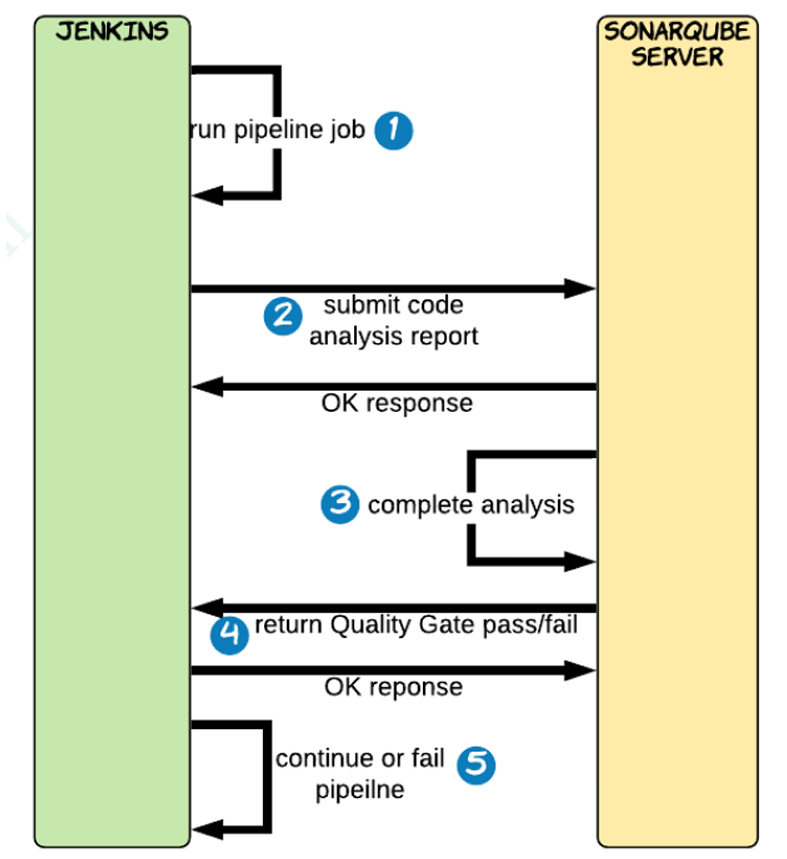 JENKINS
SONARQUBE
SERVER
run pipeline job 1
2 submit code
analysis report
OK response
3 complete analysis
4 return Quality Gate pass/fail
OK reponse
continue or fail 5
pipeilne